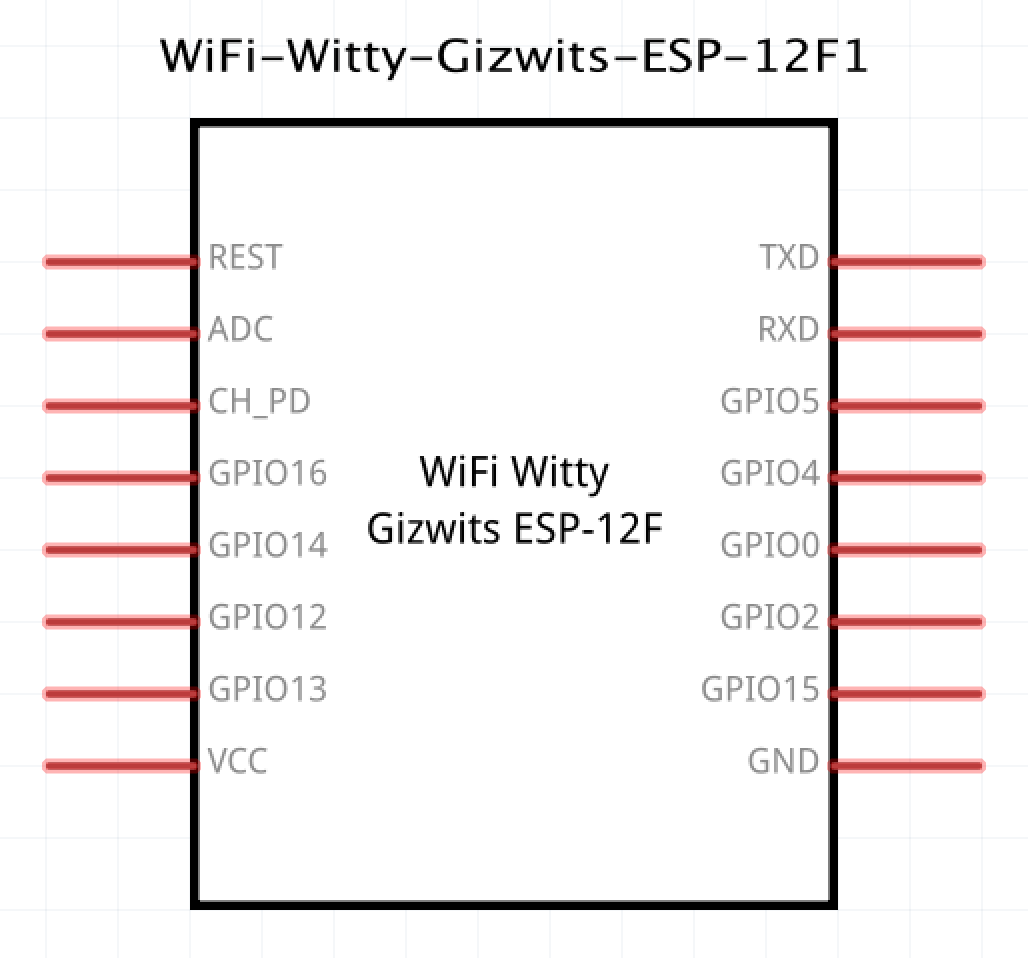 WiFi-Witty-Gizwits-ESP-12F1
REST
TXD
ADC
RXD
CH_PD
GPIO5
GPIO16
GPIO4
WiFi Witty
Gizwits ESP-12F
GPIO14
GPIO0
GPIO12
GPIO2
GPIO13
GPIO15
VCC
GND